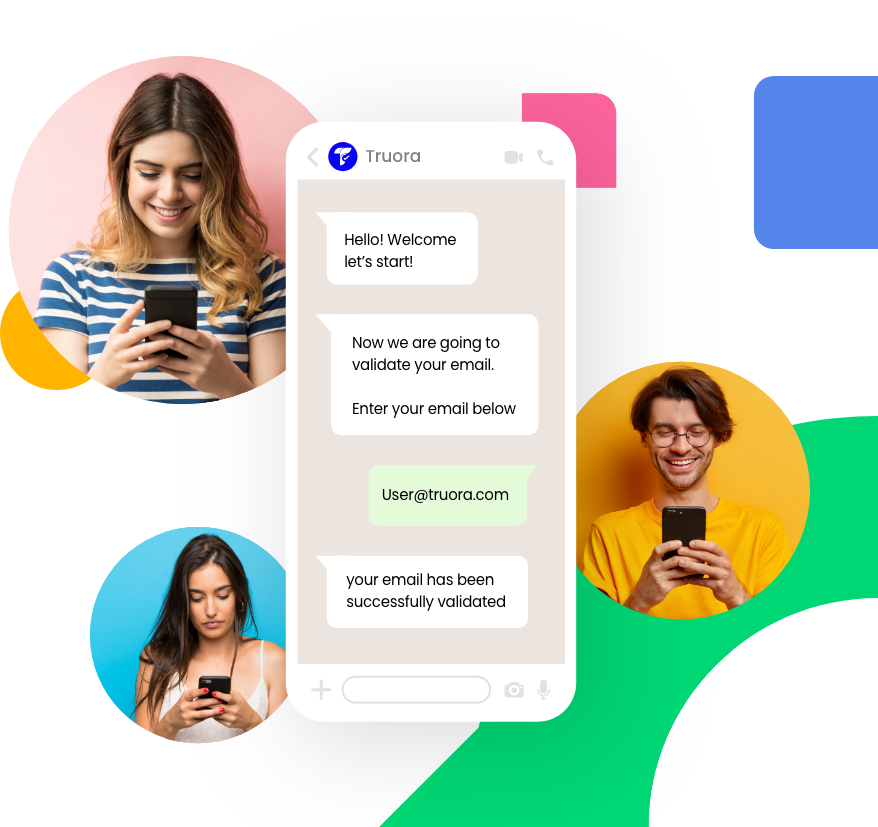 Truora
Hello! Welcome
let’s start!
Now we are going to
validate your email.
Enter your email below
User@truora.com
your email has been
successfully validated